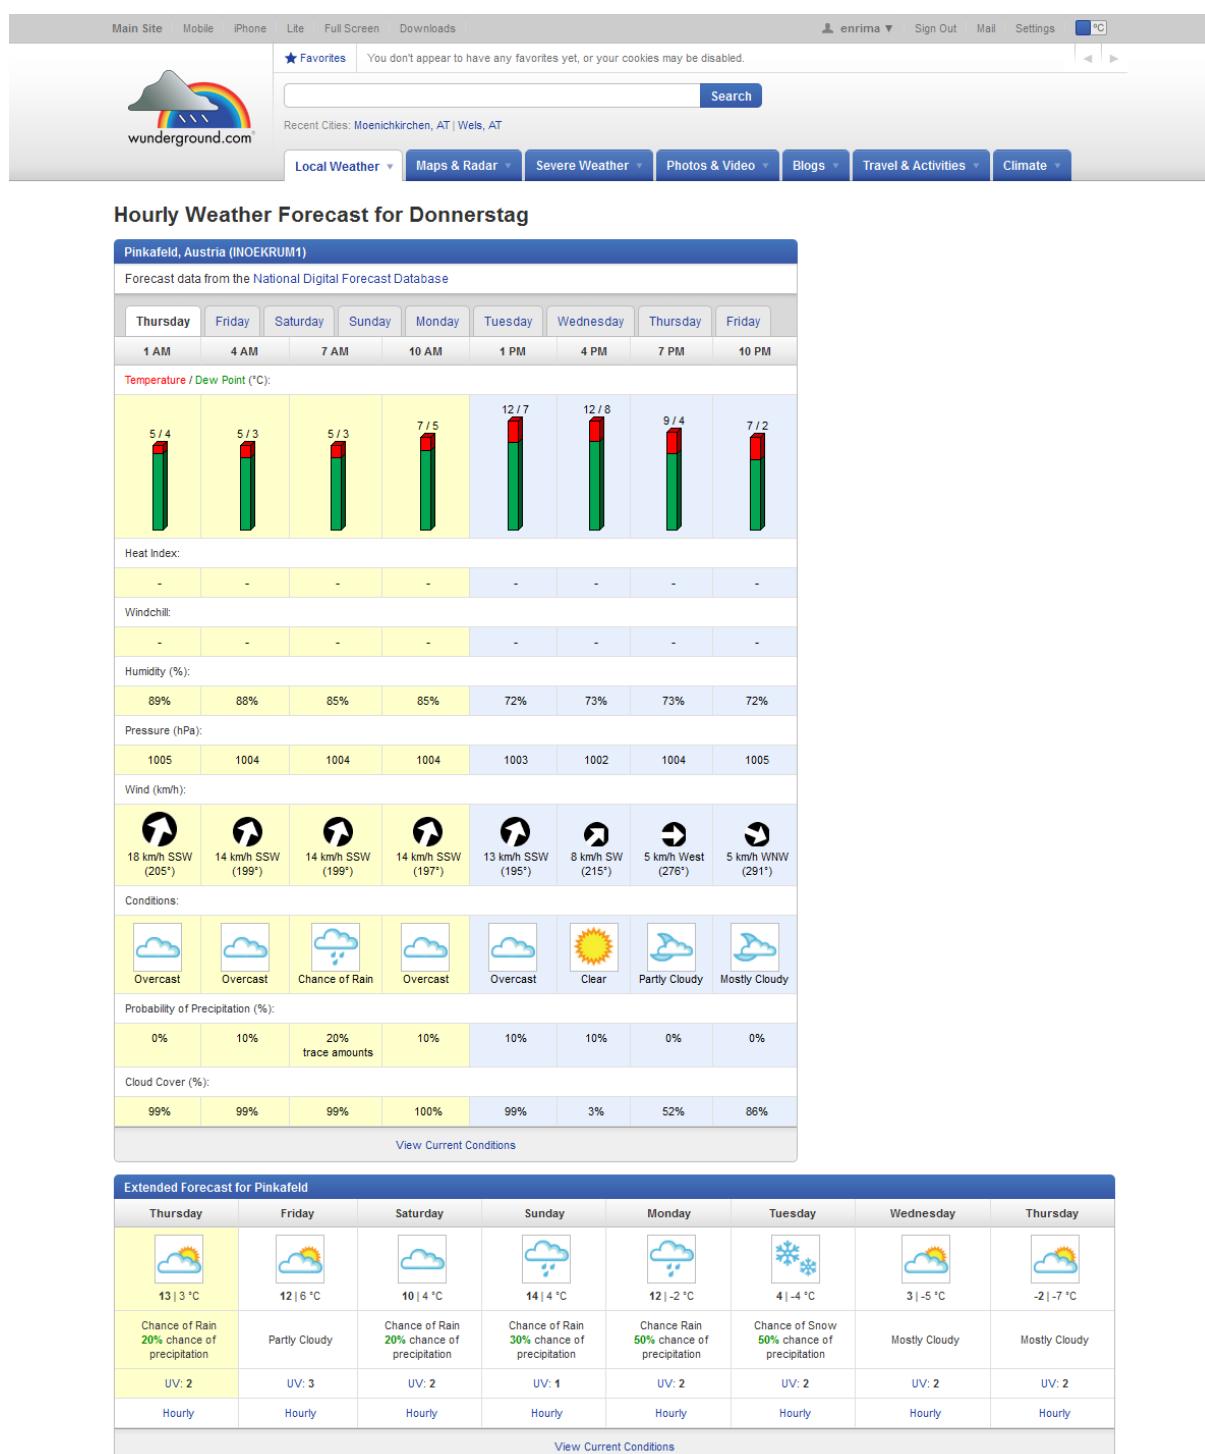 Main Site Mobile iPhone Lite Full Screen Downloads enrima ▼ Sign Out Mail Settings °C
Favorites You don't appear to have any favorites yet, or your cookies may be disabled.
wunderground.com
Search
Recent Cities: Moenichkirchen, AT | Wels, AT
Local Weather Maps & Radar Severe Weather Photos & Video Blogs Travel & Activities Climate
Hourly Weather Forecast for Donnerstag
Pinkafeld, Austria (INOEKRUM1)
Forecast data from the National Digital Forecast Database
Thursday Friday Saturday Sunday Monday Tuesday Wednesday Thursday Friday
1 AM 4 AM 7 AM 10 AM 1 PM 4 PM 7 PM 10 PM
Temperature / Dew Point (°C):
5 / 4 5 / 3 5 / 3 7 / 5 12 / 7 12 / 8 9 / 4 7 / 2
Heat Index:
- - - - - - - -
Windchill:
- - - - - - - -
Humidity (%):
89% 88% 85% 85% 72% 73% 73% 72%
Pressure (hPa):
1005 1004 1004 1004 1003 1002 1004 1005
Wind (km/h):
18 km/h SSW 14 km/h SSW 14 km/h SSW 14 km/h SSW 13 km/h SSW 8 km/h SW 5 km/h West 5 km/h WNW
(205°) (199°) (199°) (197°) (195°) (215°) (276°) (291°)
Conditions:
Overcast Overcast Chance of Rain Overcast Overcast Clear Partly Cloudy Mostly Cloudy
Probability of Precipitation (%):
0% 10% 20% 10% 10% 10% 0% 0%
trace amounts
Cloud Cover (%):
99% 99% 99% 100% 99% 3% 52% 86%
View Current Conditions
Extended Forecast for Pinkafeld
Thursday Friday Saturday Sunday Monday Tuesday Wednesday Thursday
13 | 3 °C 12 | 6 °C 10 | 4 °C 14 | 4 °C 12 | -2 °C 4 | -4 °C 3 | -5 °C -2 | -7 °C
Chance of Rain Chance of Rain Chance of Rain Chance Rain Chance of Snow
20% chance of Partly Cloudy 20% chance of 30% chance of 50% chance of 50% chance of Mostly Cloudy Mostly Cloudy
precipitation precipitation precipitation precipitation precipitation
UV: 2 UV: 3 UV: 2 UV: 1 UV: 2 UV: 2 UV: 2 UV: 2
Hourly Hourly Hourly Hourly Hourly Hourly Hourly Hourly
View Current Conditions